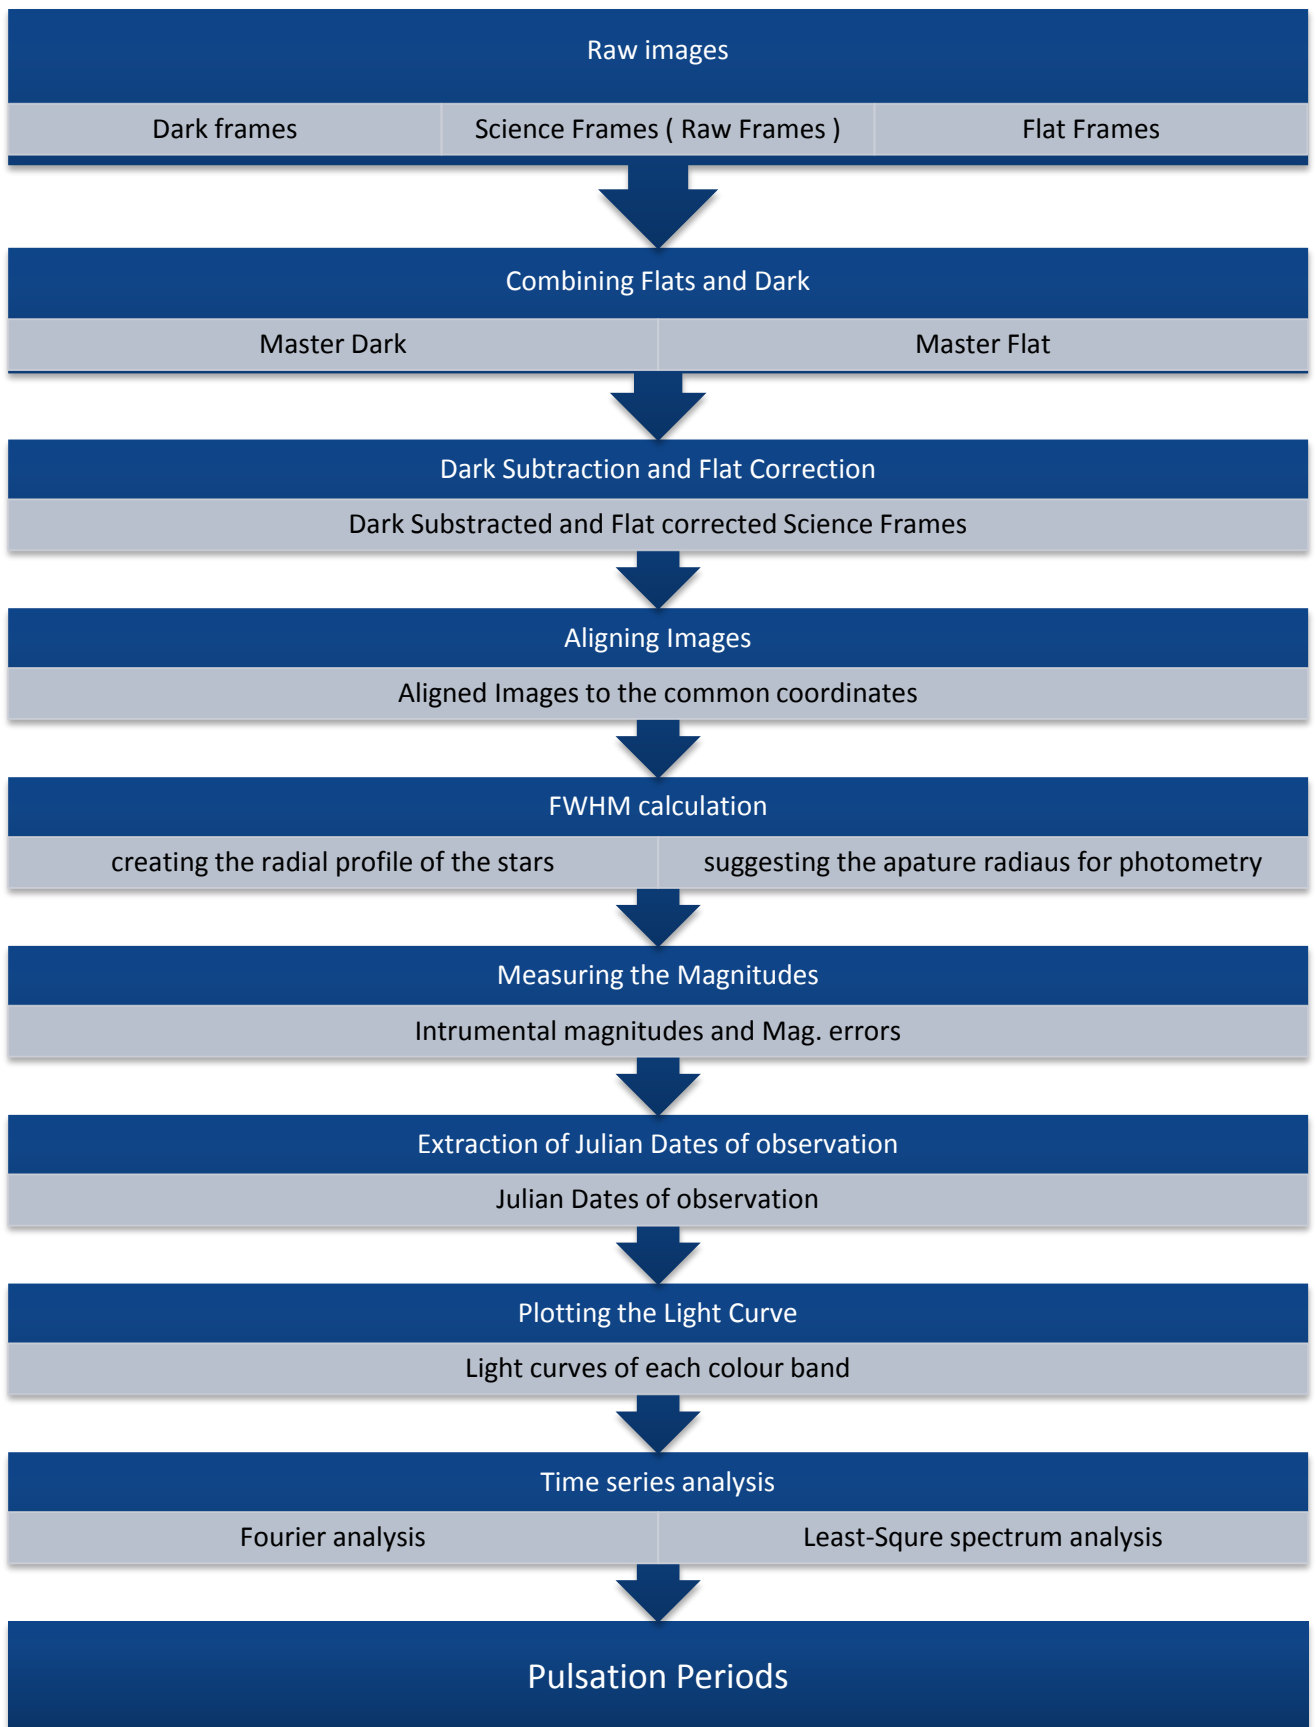 Raw images
Dark frames
Science Frames ( Raw Frames )
Flat Frames
Combining Flats and Dark
Master Dark
Master Flat
Dark Subtraction and Flat Correction
Dark Substracted and Flat corrected Science Frames
Aligning Images
Aligned Images to the common coordinates
FWHM calculation
creating the radial profile of the stars
suggesting the apature radiaus for photometry
Measuring the Magnitudes
Intrumental magnitudes and Mag. errors
Extraction of Julian Dates of observation
Julian Dates of observation
Plotting the Light Curve
Light curves of each colour band
Time series analysis
Fourier analysis
Least-Squre spectrum analysis
Pulsation Periods